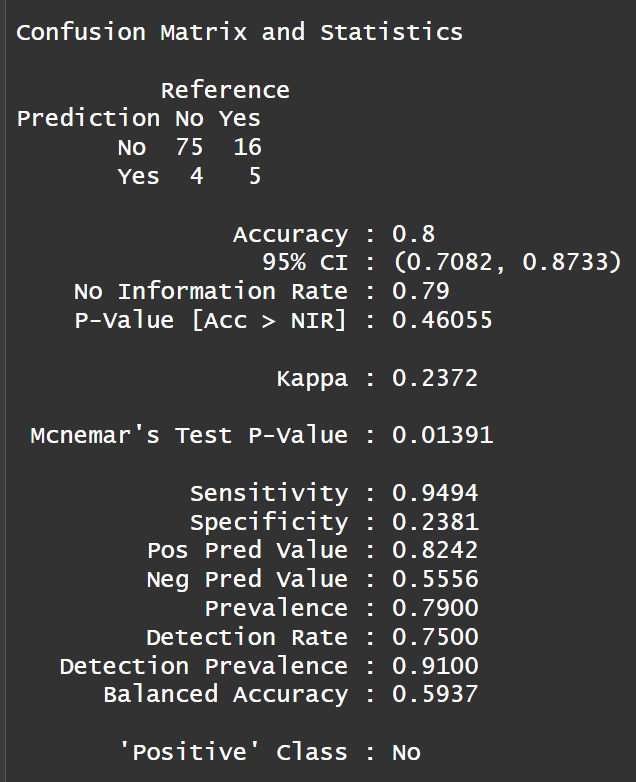 Confusion Matrix and Statistics
Reference
Prediction No Yes
No 75 16
Yes 4 5
Accuracy : 0.8
95% CI : (0.7082, 0.8733)
No Information Rate : 0.79
P-Value [Acc > NIR] : 0.46055
Kappa : 0.2372
Mcnemar's Test P-Value : 0.01391
Sensitivity : 0.9494
Specificity : 0.2381
Pos Pred Value : 0.8242
Neg Pred Value : 0.5556
Prevalence : 0.7900
Detection Rate : 0.7500
Detection Prevalence : 0.9100
Balanced Accuracy : 0.5937
'Positive' Class : No